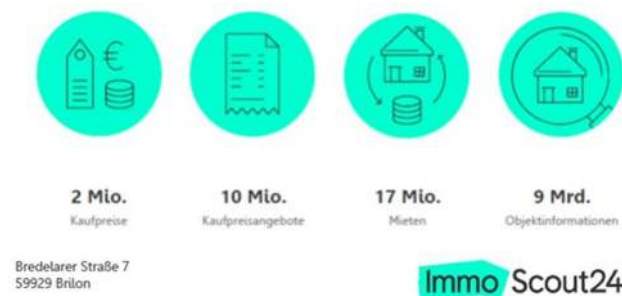 €
2 Mio.
Kaufpreise
10 Mio.
Kaufpreisangebote
17 Mio.
Mieten
9 Mrd.
Objektinformationen
Bredelarer Straße 7
59929 Brilon
Immo Scout24